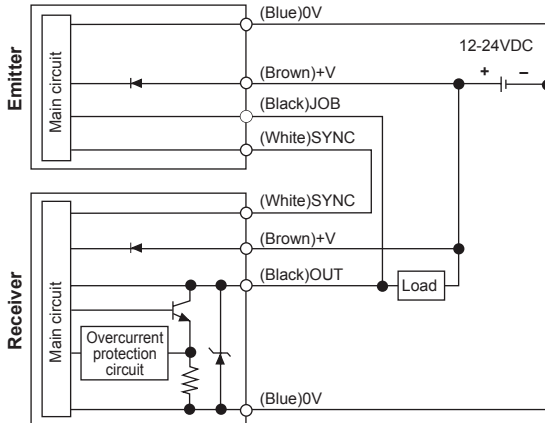 Emitter
Main circuit
(Blue)0V
12-24VDC
+ −
(Brown)+V
(Black)JOB
(White)SYNC
Receiver
Main circuit
(White)SYNC
(Brown)+V
(Black)OUT
Load
Overcurrent
protection
circuit
(Blue)0V